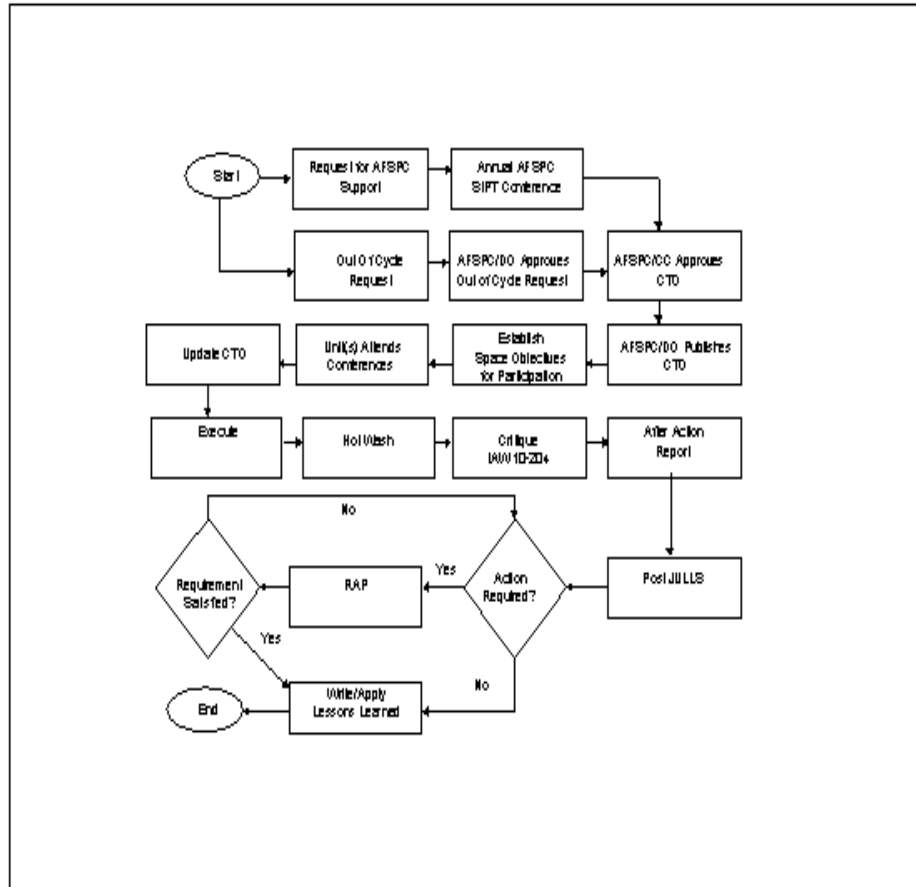 Start
Request for AFSPC
Support
Annual AFSPC
SIPT Conference
Out Of Cycle
Request
AFSPC/DO Approves
Out of Cycle Request
AFSPC/CC Approves
CTO
Update CTO
Unit(s) Attends
Conferences
Establish
Space Objectives
for Participation
AFSPC/DO Publishes
CTO
Execute
Hot Wash
Critique
IAW 10-204
After Action
Report
No
Requirement
Satisfied?
RAP
Yes
Action
Required?
Post JULLS
Yes
No
End
Write/Apply
Lessons Learned